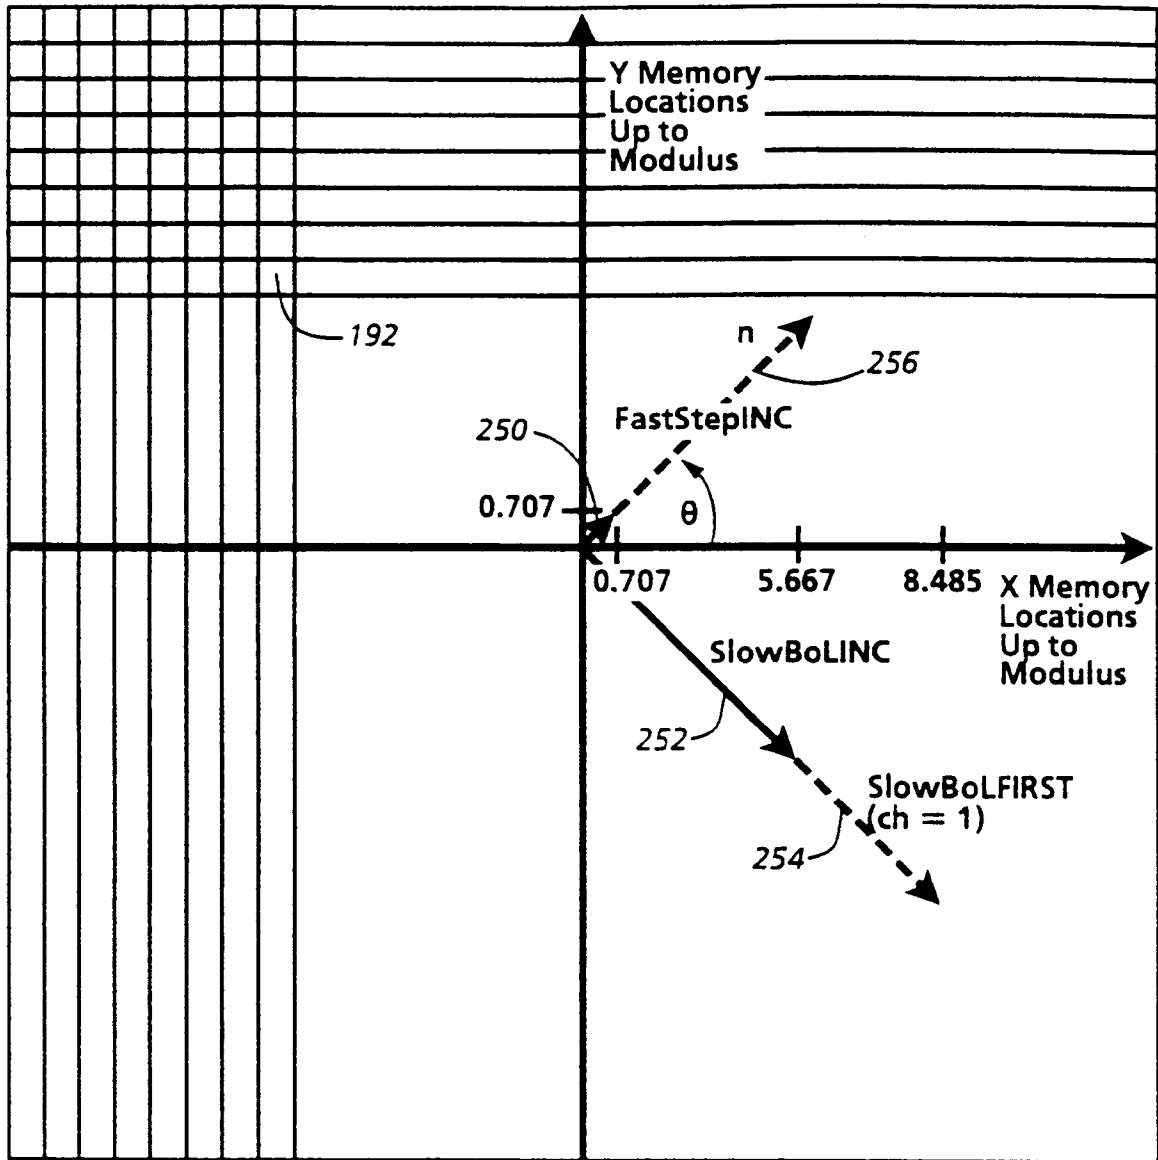 Y Memory
Locations
Up to
Modulus
192
n
256
FastStepINC
250
0.707
θ
0.707
5.667
8.485
X Memory
Locations
Up to
Modulus
SlowBoLINC
252
SlowBoLFIRST
(ch = 1)
254